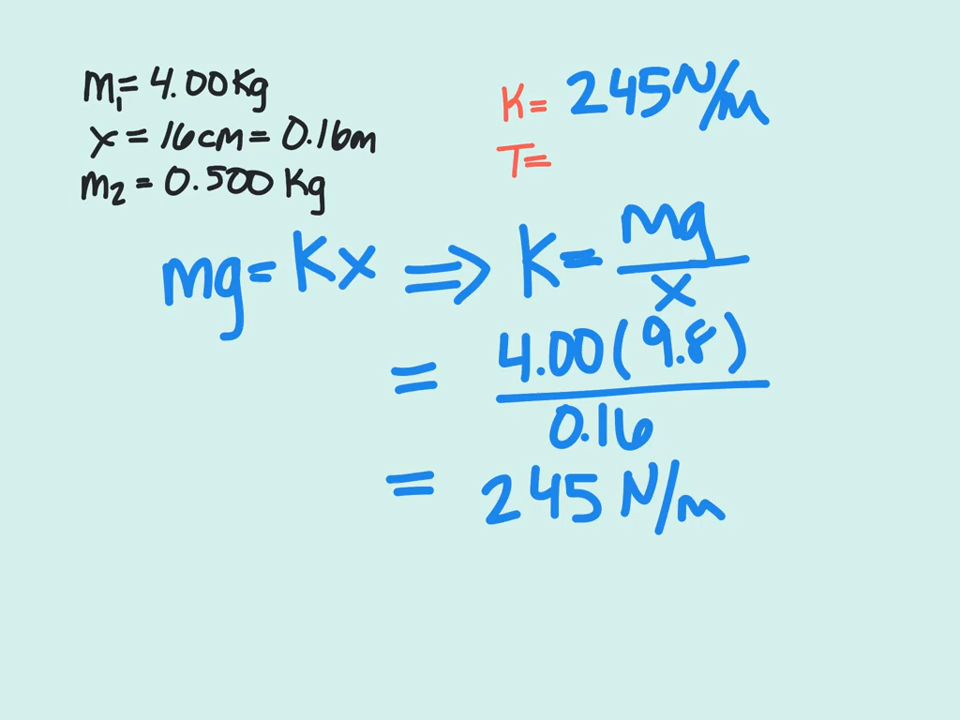 m₁= 4.00 Kg
x = 16 cm = 0.16m
m₂ = 0.500 Kg
K= 245 N/m
T=
mg = Kx ⟹ K = mg/x
= 4.00(9.8)/0.16
= 245 N/m